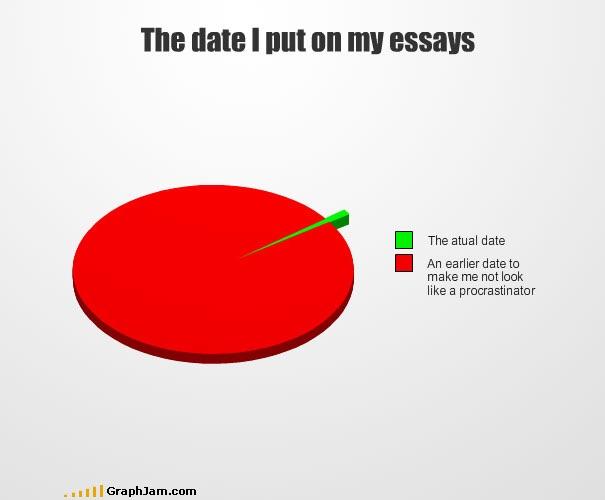 The date I put on my essays
The atual date
An earlier date to
make me not look
like a procrastinator
GraphJam.com